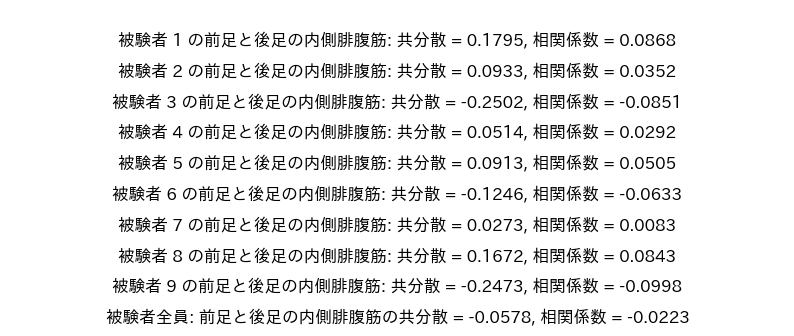 被験者 1 の前足と後足の内側腓腹筋: 共分散 = 0.1795, 相関係数 = 0.0868
被験者 2 の前足と後足の内側腓腹筋: 共分散 = 0.0933, 相関係数 = 0.0352
被験者 3 の前足と後足の内側腓腹筋: 共分散 = -0.2502, 相関係数 = -0.0851
被験者 4 の前足と後足の内側腓腹筋: 共分散 = 0.0514, 相関係数 = 0.0292
被験者 5 の前足と後足の内側腓腹筋: 共分散 = 0.0913, 相関係数 = 0.0505
被験者 6 の前足と後足の内側腓腹筋: 共分散 = -0.1246, 相関係数 = -0.0633
被験者 7 の前足と後足の内側腓腹筋: 共分散 = 0.0273, 相関係数 = 0.0083
被験者 8 の前足と後足の内側腓腹筋: 共分散 = 0.1672, 相関係数 = 0.0843
被験者 9 の前足と後足の内側腓腹筋: 共分散 = -0.2473, 相関係数 = -0.0998
被験者全員: 前足と後足の内側腓腹筋の共分散 = -0.0578, 相関係数 = -0.0223